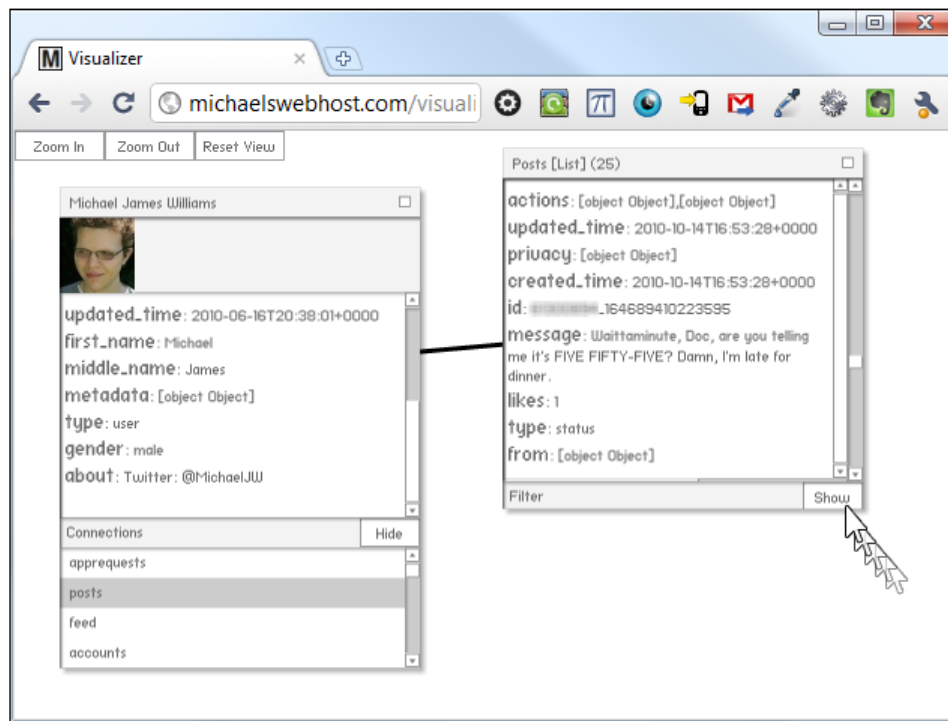 Visualizer
michaelswebhost.com/visuali
Zoom In
Zoom Out
Reset View
Michael James Williams
updated_time: 2010-06-16T20:38:01+0000
first_name: Michael
middle_name: James
metadata: [object Object]
type: user
gender: male
about: Twitter: @MichaelJW
Connections
Hide
apprequests
posts
feed
accounts
Posts [List] (25)
actions: [object Object],[object Object]
updated_time: 2010-10-14T16:53:28+0000
privacy: [object Object]
created_time: 2010-10-14T16:53:28+0000
id: _164689410223595
message: Waittaminute, Doc, are you telling
me it's FIVE FIFTY-FIVE? Damn, I'm late for
dinner.
likes: 1
type: status
from: [object Object]
Filter
Show